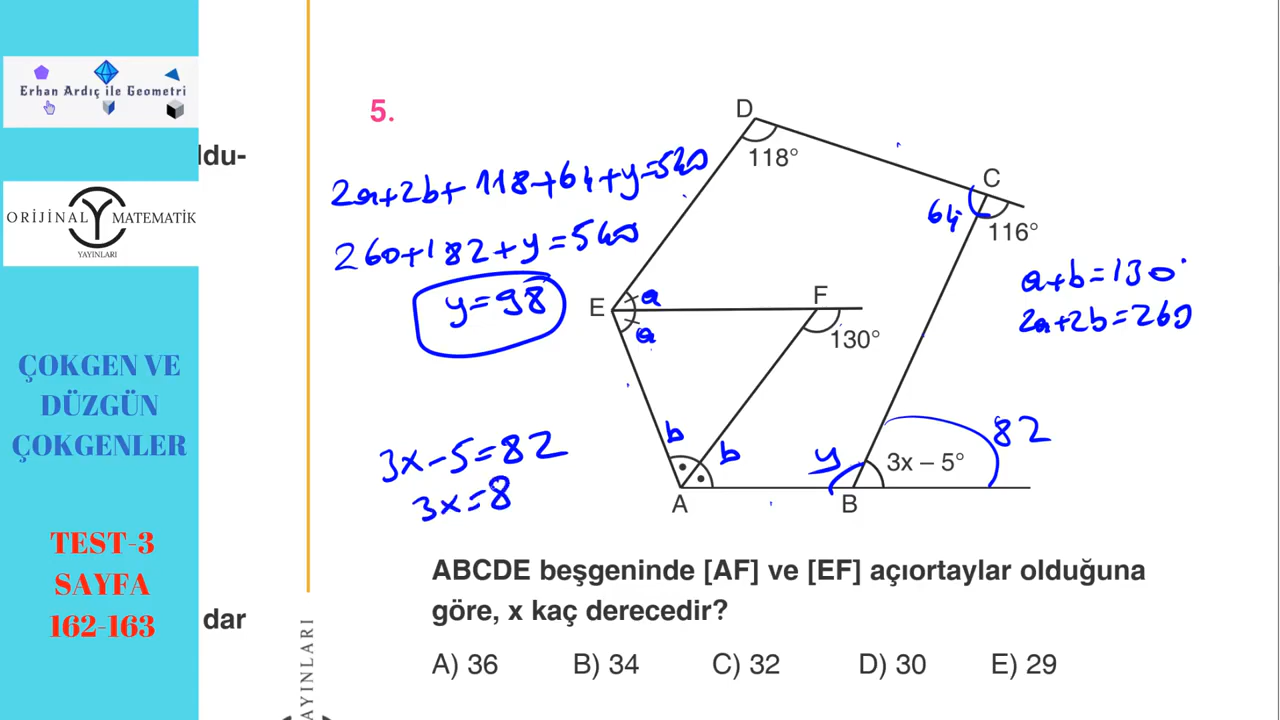 Erhan Ardıç ile Geometri
ORİJİNAL Y MATEMATİK
YAYINLARI
ÇOKGEN VE
DÜZGÜN
ÇOKGENLER
TEST-3
SAYFA
162-163
ldu-
dar
AYINLARI
5.
D
118°
C
64
116°
2a+2b+118+64+y=540
260+182+y=540
y=98
a+b=130°
2a+2b=260
E
a
a
F
130°
b
b
y
82
3x – 5°
A
B
3x-5=82
3x=8
ABCDE beşgeninde [AF] ve [EF] açıortaylar olduğuna
göre, x kaç derecedir?
A) 36 B) 34 C) 32 D) 30 E) 29